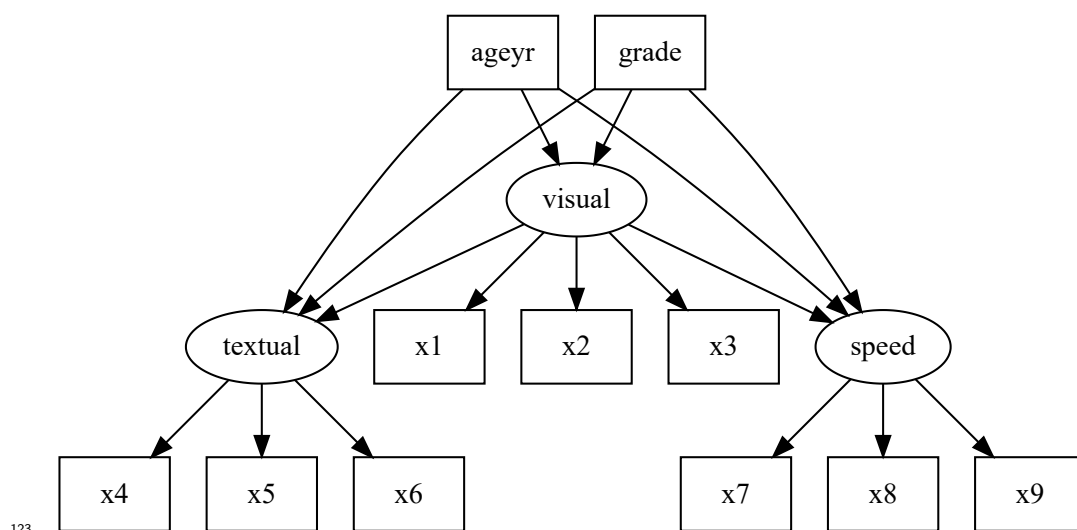 ageyr grade
visual
textual x1 x2 x3 speed
x4 x5 x6 x7 x8 x9
123